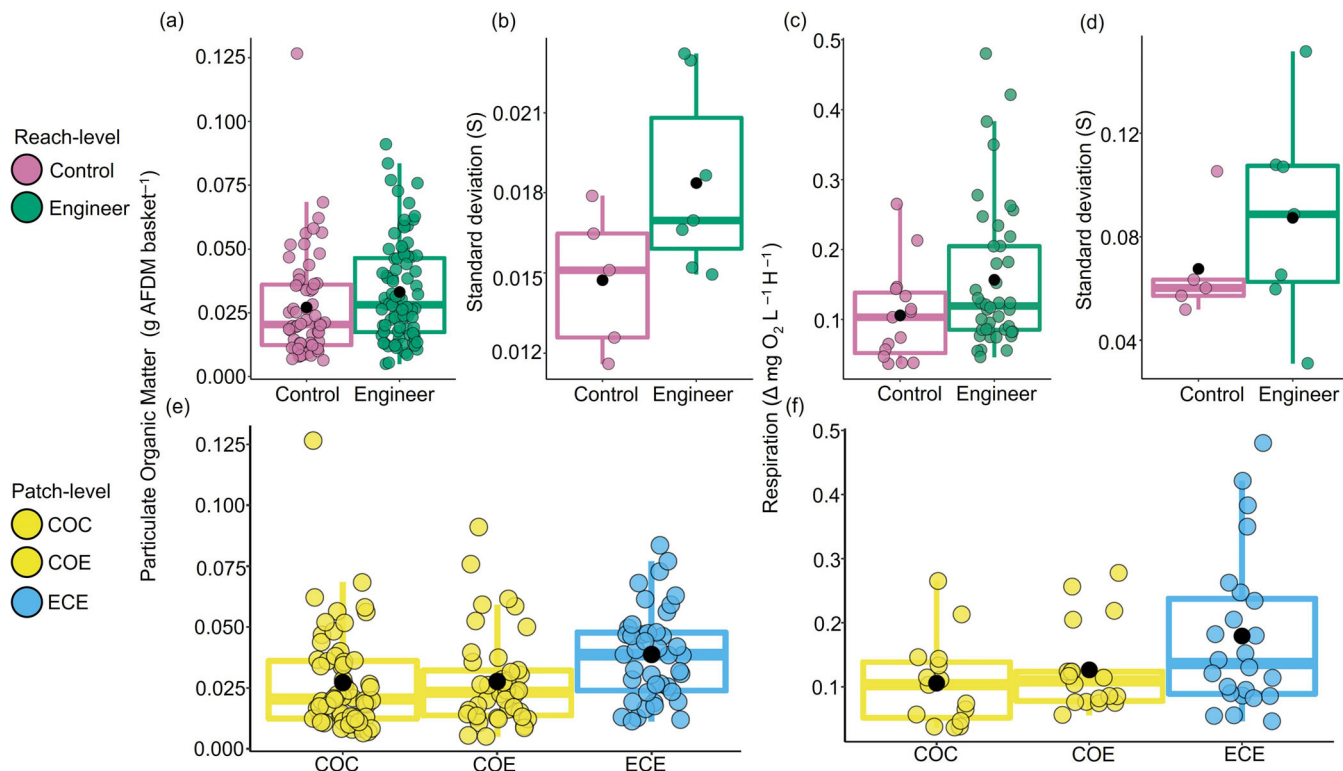 (a)
(b)
(c)
(d)
Reach-level
Control
Engineer
Particulate Organic Matter (g AFDM basket⁻¹)
0.125
0.100
0.075
0.050
0.025
0.000
Control Engineer
Standard deviation (S)
0.021
0.018
0.015
0.012
Control Engineer
Respiration (Δ mg O₂ L⁻¹ H⁻¹)
0.5
0.4
0.3
0.2
0.1
Control Engineer
Standard deviation (S)
0.12
0.08
0.04
Control Engineer
(e)
(f)
Patch-level
COC
COE
ECE
0.125
0.100
0.075
0.050
0.025
0.000
COC COE ECE
0.5
0.4
0.3
0.2
0.1
COC COE ECE